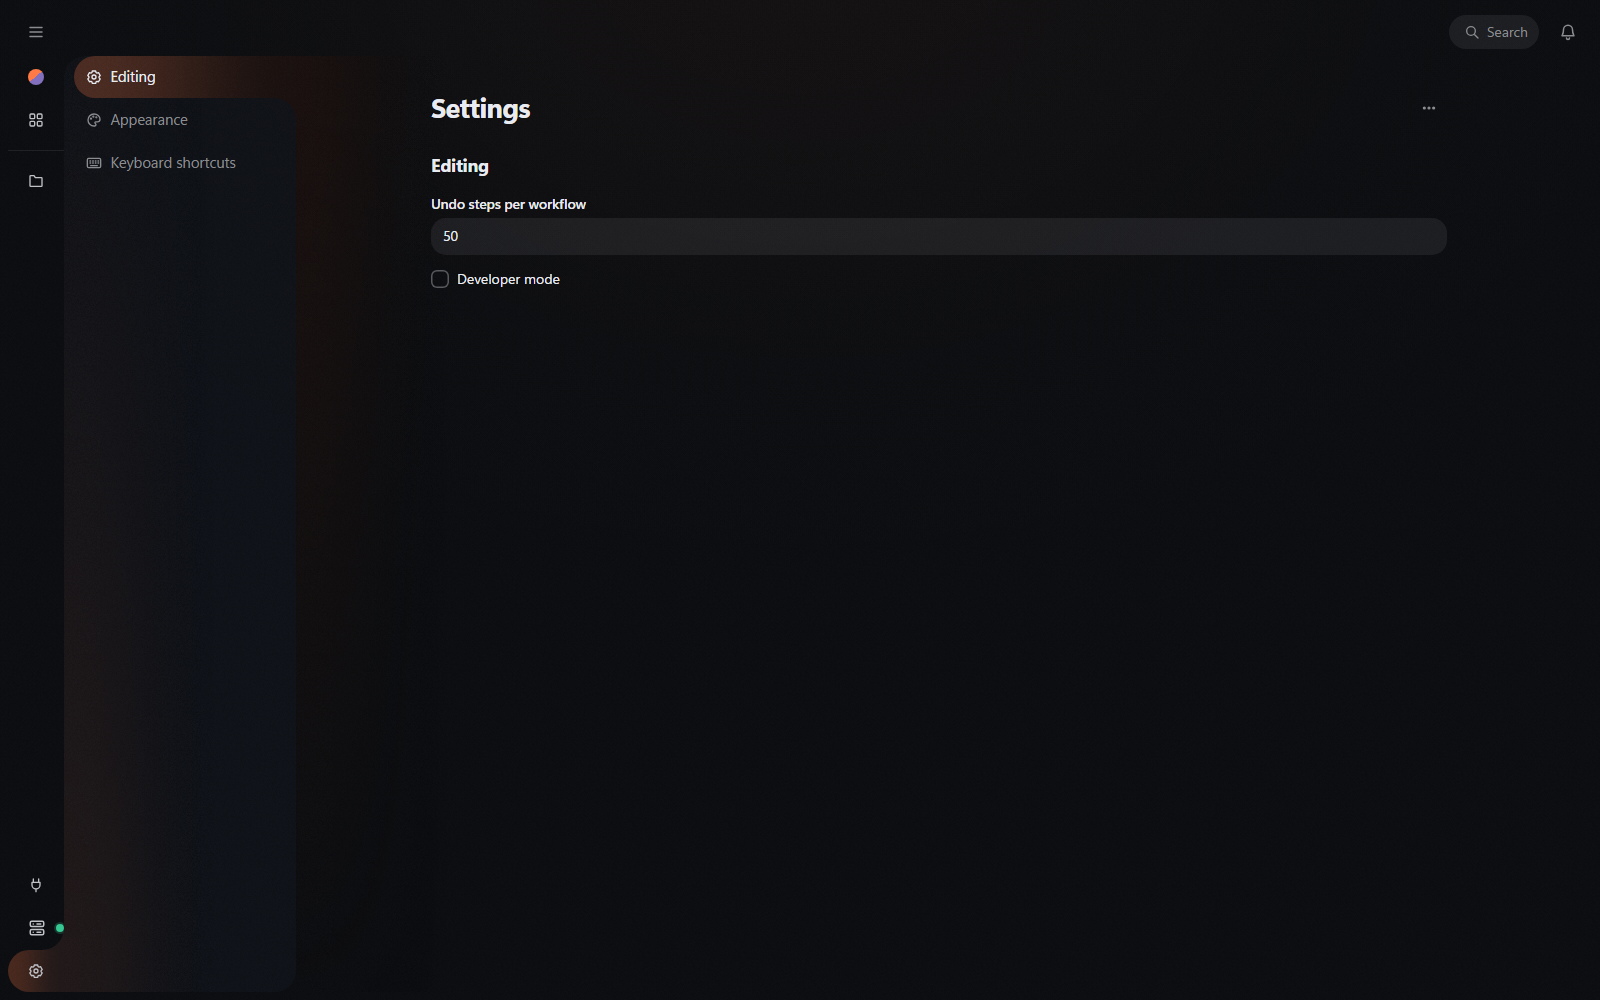 Search
Editing
Appearance
Keyboard shortcuts
Settings
Editing
Undo steps per workflow
50
Developer mode